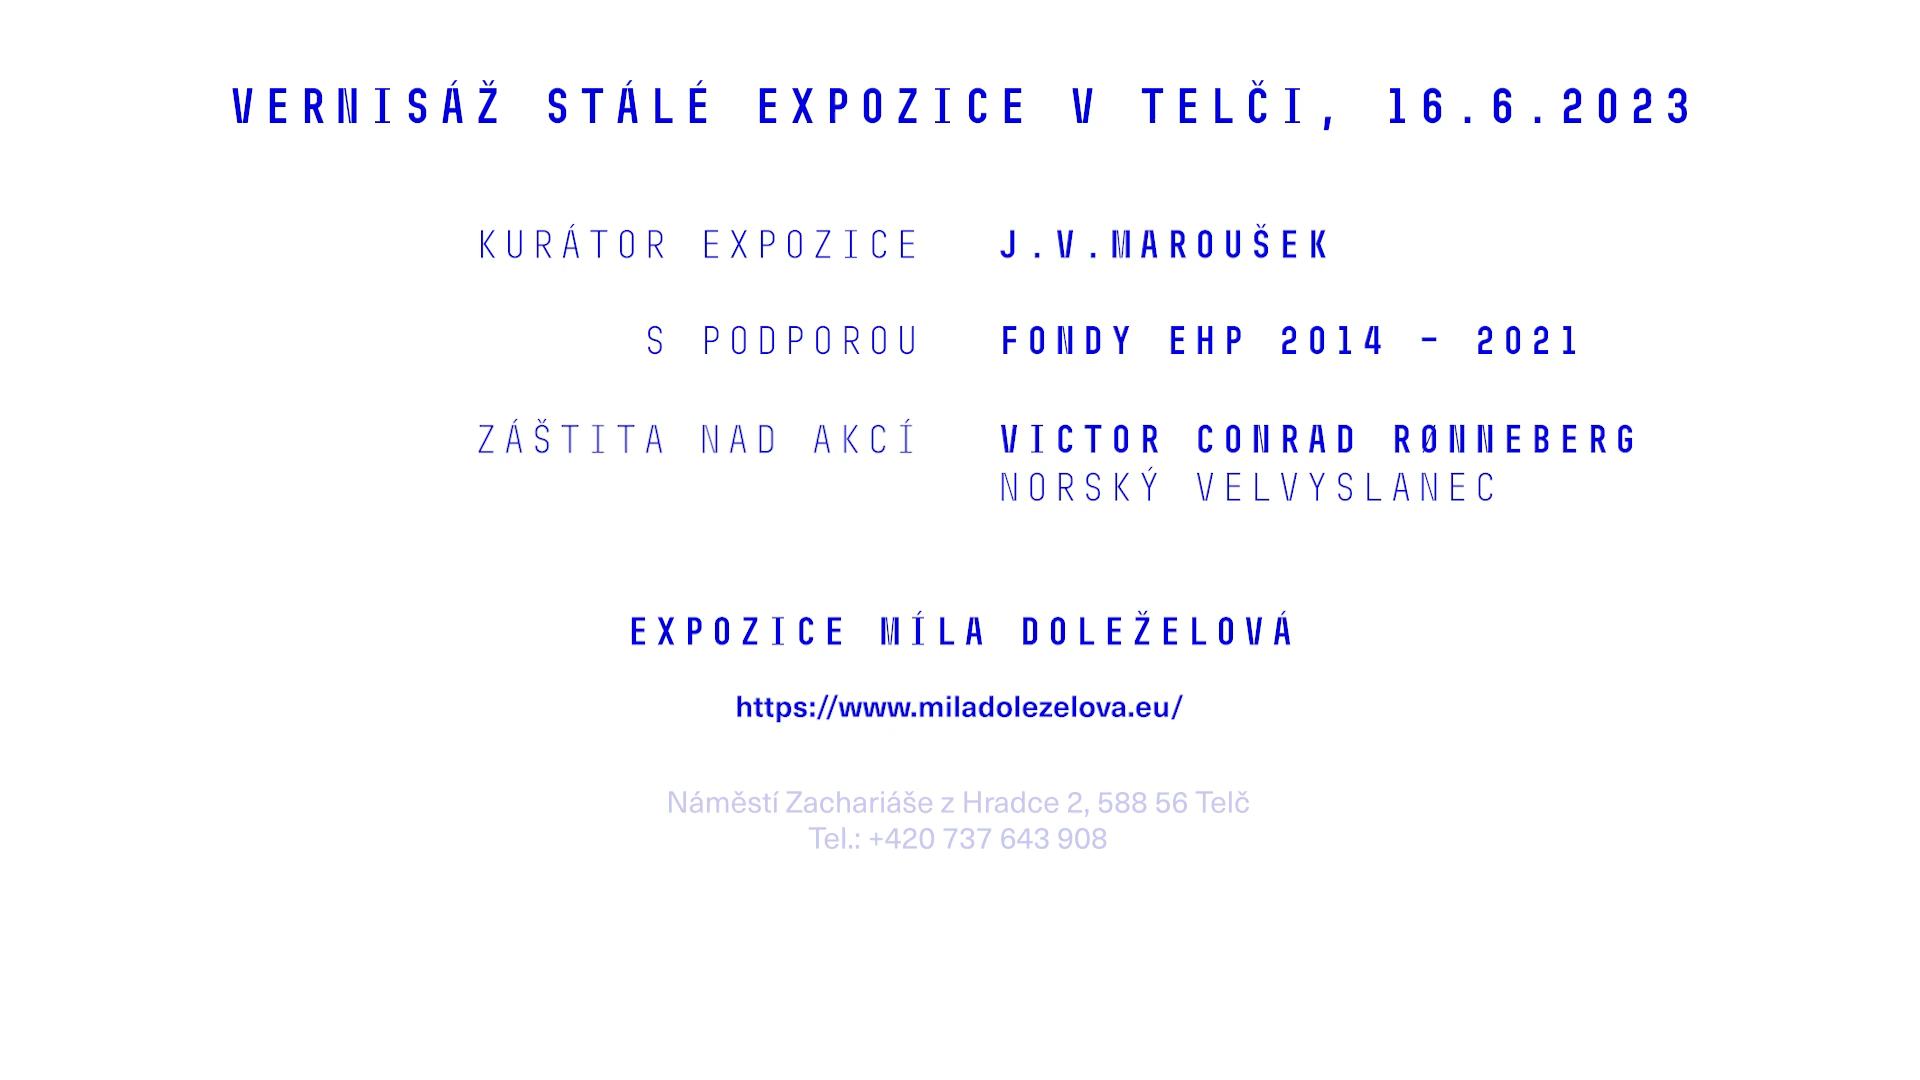 VERNISÁŽ STÁLÉ EXPOZICE V TELČI, 16.6.2023
KURÁTOR EXPOZICE J.V.MAROUŠEK
S PODPOROU FONDY EHP 2014 – 2021
ZÁŠTITA NAD AKCÍ VICTOR CONRAD RØNNEBERG
NORSKÝ VELVYSLANEC
EXPOZICE MÍLA DOLEŽELOVÁ
https://www.miladolezelova.eu/
Náměstí Zachariáše z Hradce 2, 588 56 Telč
Tel.: +420 737 643 908